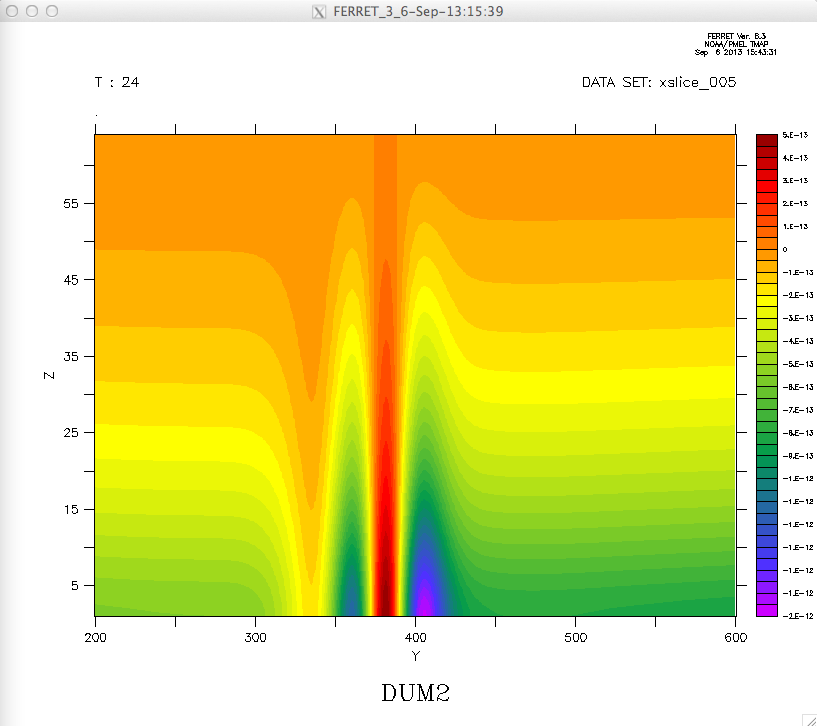 FERRET_3_6-Sep-13:15:39
FERRET Ver. 6.3
NOAA/PMEL TMAP
Sep 6 2013 15:43:31
T : 24
DATA SET: xslice_005
5.E-13
4.E-13
3.E-13
2.E-13
1.E-13
0
-1.E-13
-2.E-13
-3.E-13
-4.E-13
-5.E-13
-6.E-13
-7.E-13
-8.E-13
-9.E-13
-1.E-12
-1.E-12
-1.E-12
-1.E-12
-1.E-12
-1.E-12
-2.E-12
55
45
35
25
15
5
Z
200
300
400
500
600
Y
DUM2